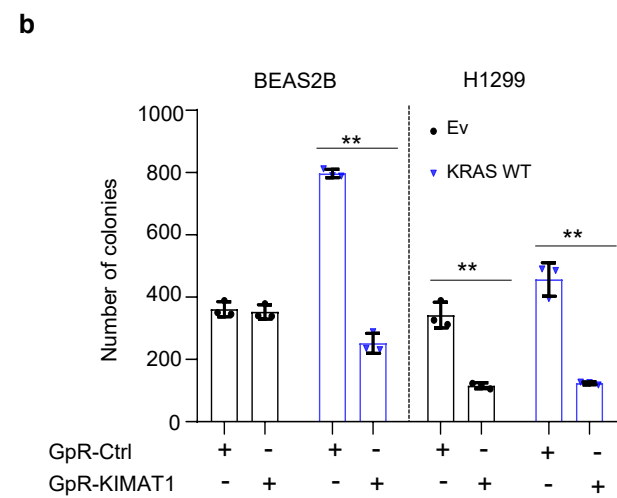 b
BEAS2B H1299
1000
800
600
400
200
0
Number of colonies
Ev
KRAS WT
** ** **
GpR-Ctrl + - + - + - + -
GpR-KIMAT1 - + - + - + - +